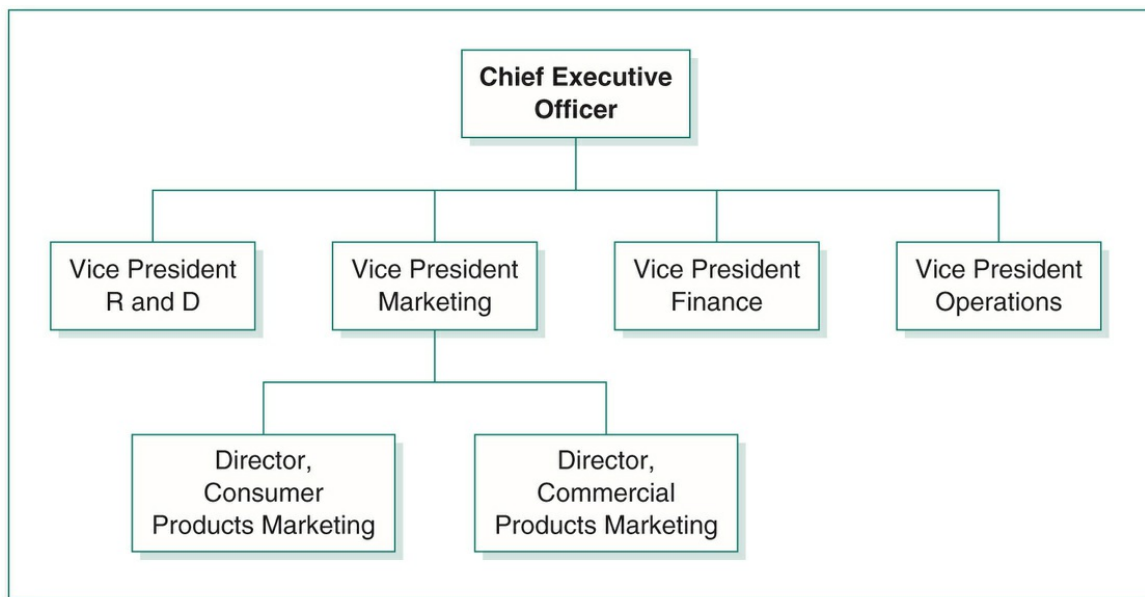 Chief Executive
Officer
Vice President
R and D
Vice President
Marketing
Vice President
Finance
Vice President
Operations
Director,
Consumer
Products Marketing
Director,
Commercial
Products Marketing